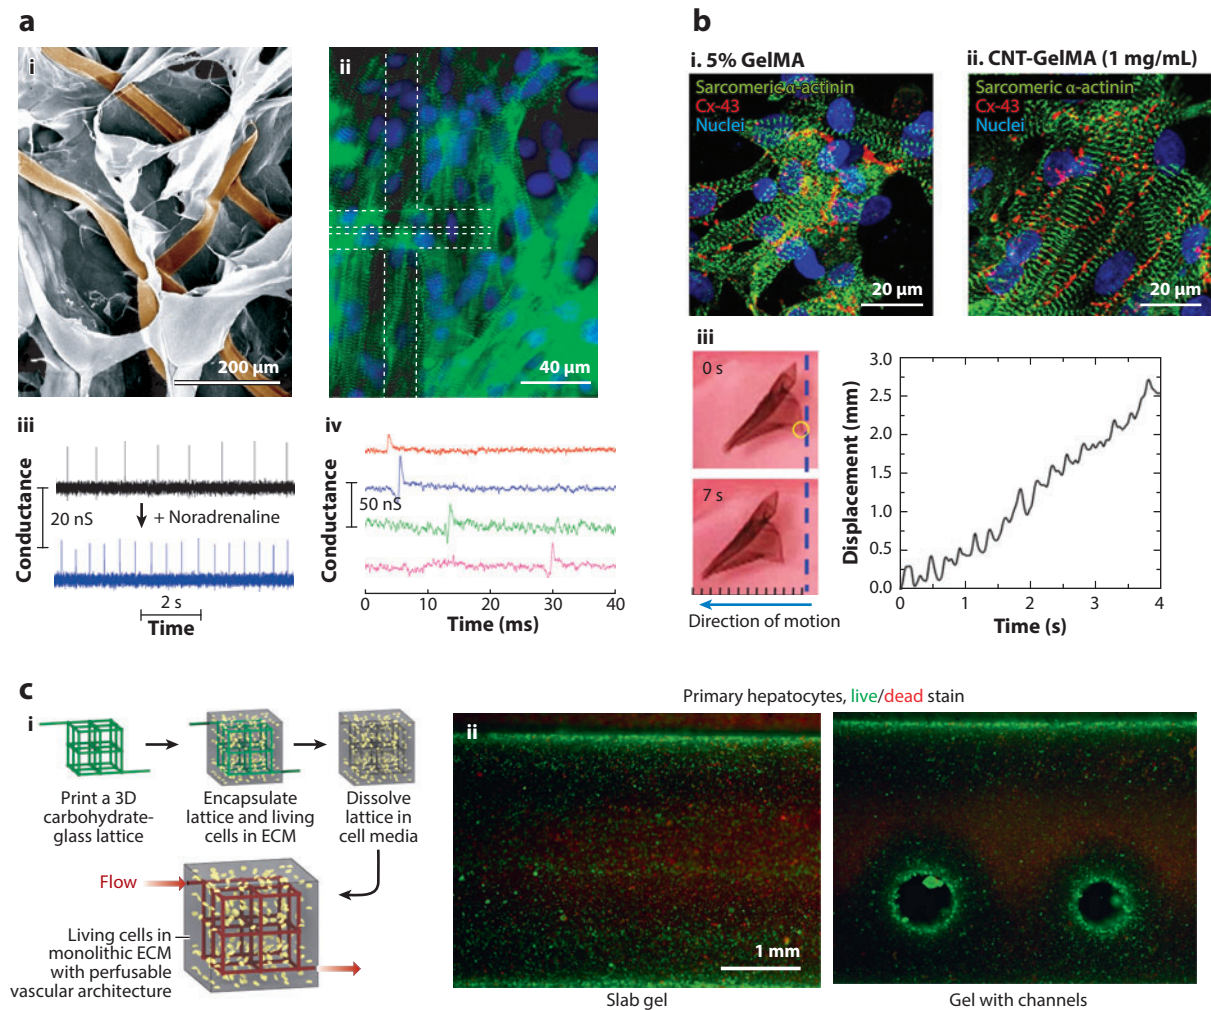 a
i
200 µm
ii
40 µm
iii
Conductance
20 nS
+ Noradrenaline
2 s
Time
iv
Conductance
50 nS
0 10 20 30 40
Time (ms)
b
i. 5% GelMA
Sarcomeric α-actinin
Cx-43
Nuclei
20 µm
ii. CNT-GelMA (1 mg/mL)
Sarcomeric α-actinin
Cx-43
Nuclei
20 µm
iii
0 s
7 s
Direction of motion
Displacement (mm)
3.0
2.5
2.0
1.5
1.0
0.5
0.0
0 1 2 3 4
Time (s)
c
i
Print a 3D
carbohydrate-
glass lattice
Encapsulate
lattice and living
cells in ECM
Dissolve
lattice in
cell media
Flow
Living cells in
monolithic ECM
with perfusable
vascular architecture
Primary hepatocytes, live/dead stain
ii
1 mm
Slab gel
Gel with channels